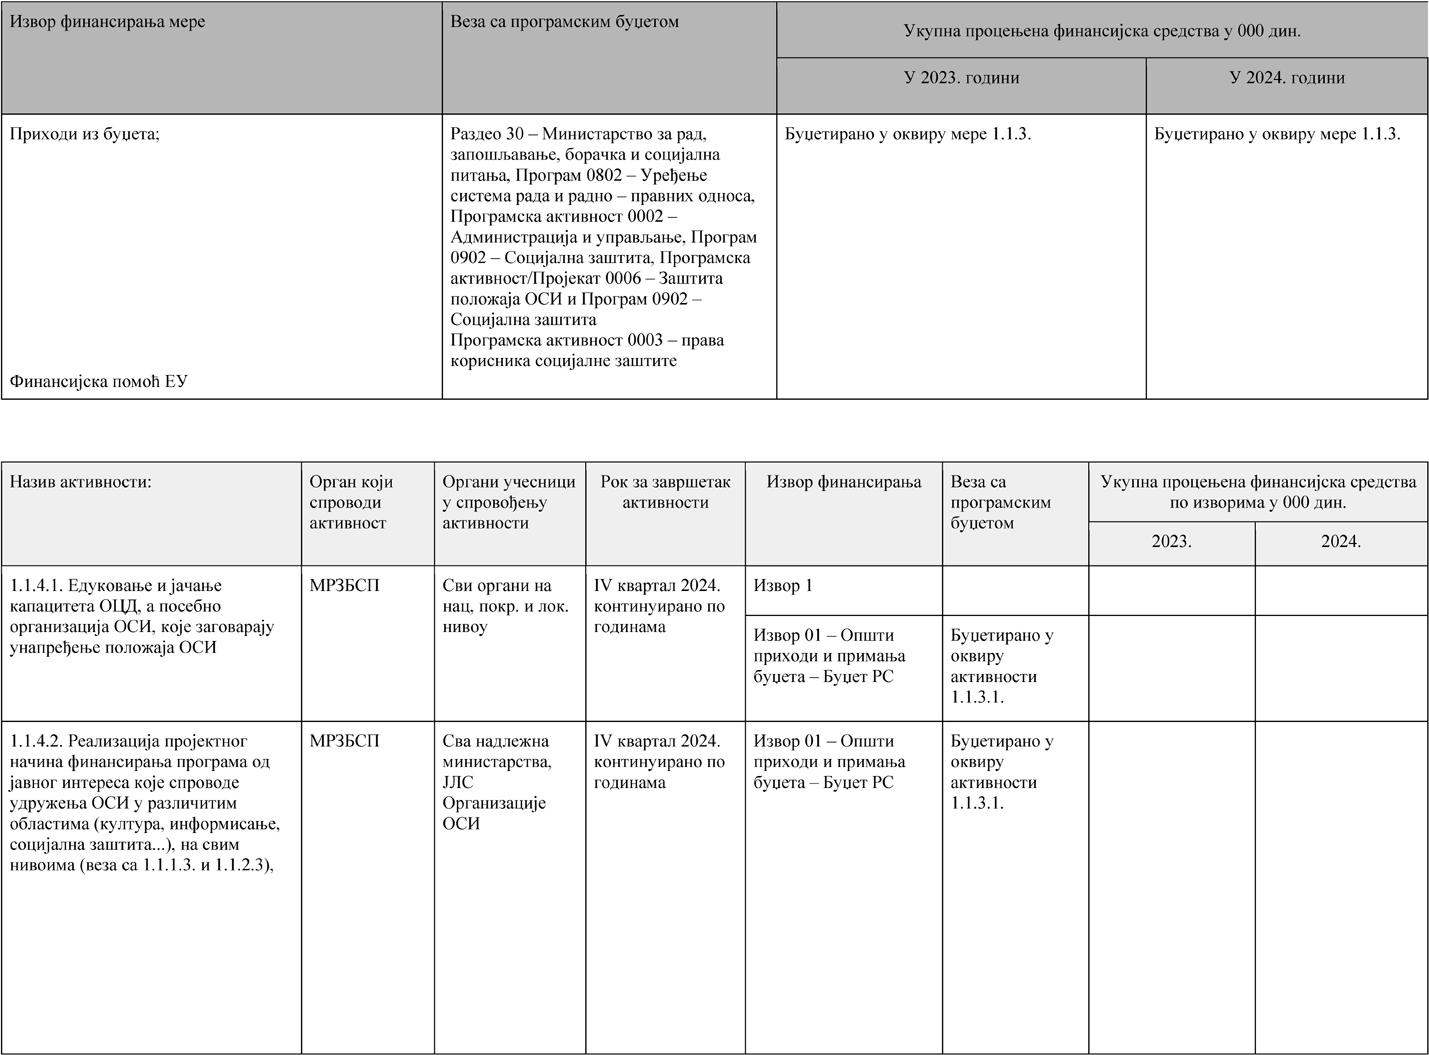 Извор финансирања мере
Веза са програмским буџетом
Укупна процењена финансијска средства у 000 дин.
У 2023. години
У 2024. години
Приходи из буџета;
Финансијска помоћ ЕУ
Раздео 30 – Министарство за рад,
запошљавање, борачка и социјална
питања, Програм 0802 – Уређење
система рада и радно – правних односа,
Програмска активност 0002 –
Администрација и управљање, Програм
0902 – Социјална заштита, Програмска
активност/Пројекат 0006 – Заштита
положаја ОСИ и Програм 0902 –
Социјална заштита
Програмска активност 0003 – права
корисника социјалне заштите
Буџетирано у оквиру мере 1.1.3.
Буџетирано у оквиру мере 1.1.3.
Назив активности:
Орган који
спроводи
активност
Органи учесници
у спровођењу
активности
Рок за завршетак
активности
Извор финансирања
Веза са
програмским
буџетом
Укупна процењена финансијска средства
по изворима у 000 дин.
2023.
2024.
1.1.4.1. Едуковање и јачање
капацитета ОЦД, а посебно
организација ОСИ, које заговарају
унапређење положаја ОСИ
МРЗБСП
Сви органи на
нац, покр. и лок.
нивоу
IV квартал 2024.
континуирано по
годинама
Извор 1
Извор 01 – Општи
приходи и примања
буџета – Буџет РС
Буџетирано у
оквиру
активности
1.1.3.1.
1.1.4.2. Реализација пројектног
начина финансирања програма од
јавног интереса које спроводе
удружења ОСИ у различитим
областима (култура, информисање,
социјална заштита...), на свим
нивоима (веза са 1.1.1.3. и 1.1.2.3),
МРЗБСП
Сва надлежна
министарства,
ЈЛС
Организације
ОСИ
IV квартал 2024.
континуирано по
годинама
Извор 01 – Општи
приходи и примања
буџета – Буџет РС
Буџетирано у
оквиру
активности
1.1.3.1.